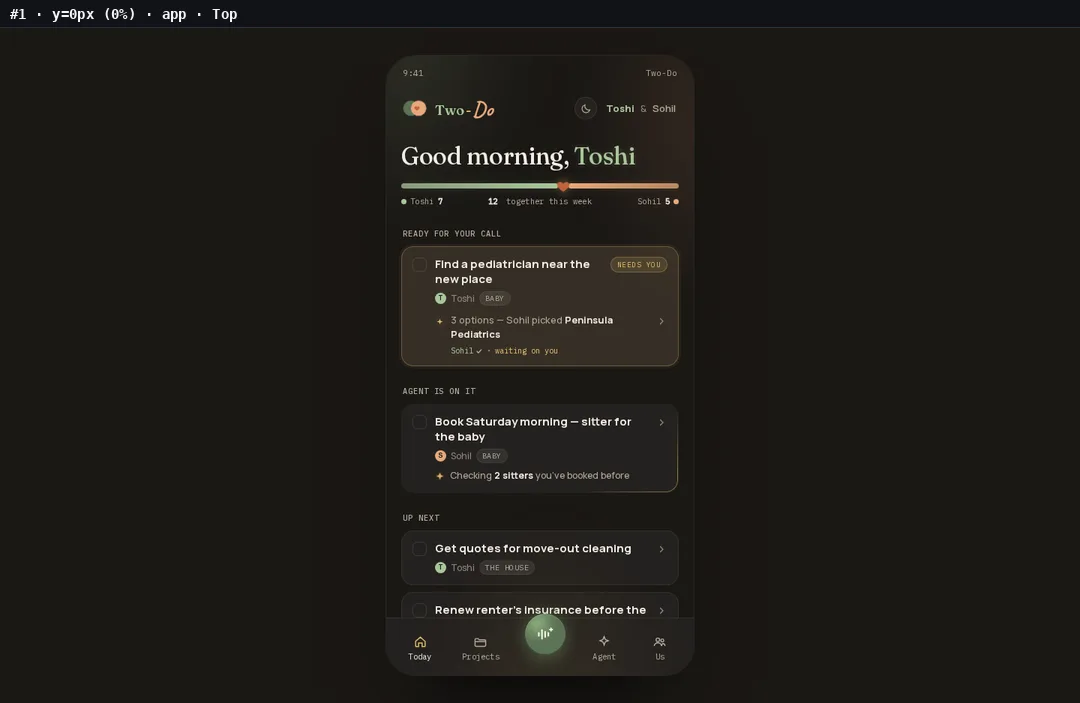 #1 · y=0px (0%) · app · Top
9:41
Two-Do
Two-Do
Toshi & Sohil
Good morning, Toshi
Toshi 7
12 together this week
Sohil 5
READY FOR YOUR CALL
Find a pediatrician near the
new place
NEEDS YOU
T Toshi BABY
3 options — Sohil picked Peninsula
Pediatrics
Sohil ✓ · waiting on you
AGENT IS ON IT
Book Saturday morning — sitter for
the baby
S Sohil BABY
Checking 2 sitters you've booked before
UP NEXT
Get quotes for move-out cleaning
T Toshi THE HOUSE
Renew renter's insurance before the
Today
Projects
Agent
Us